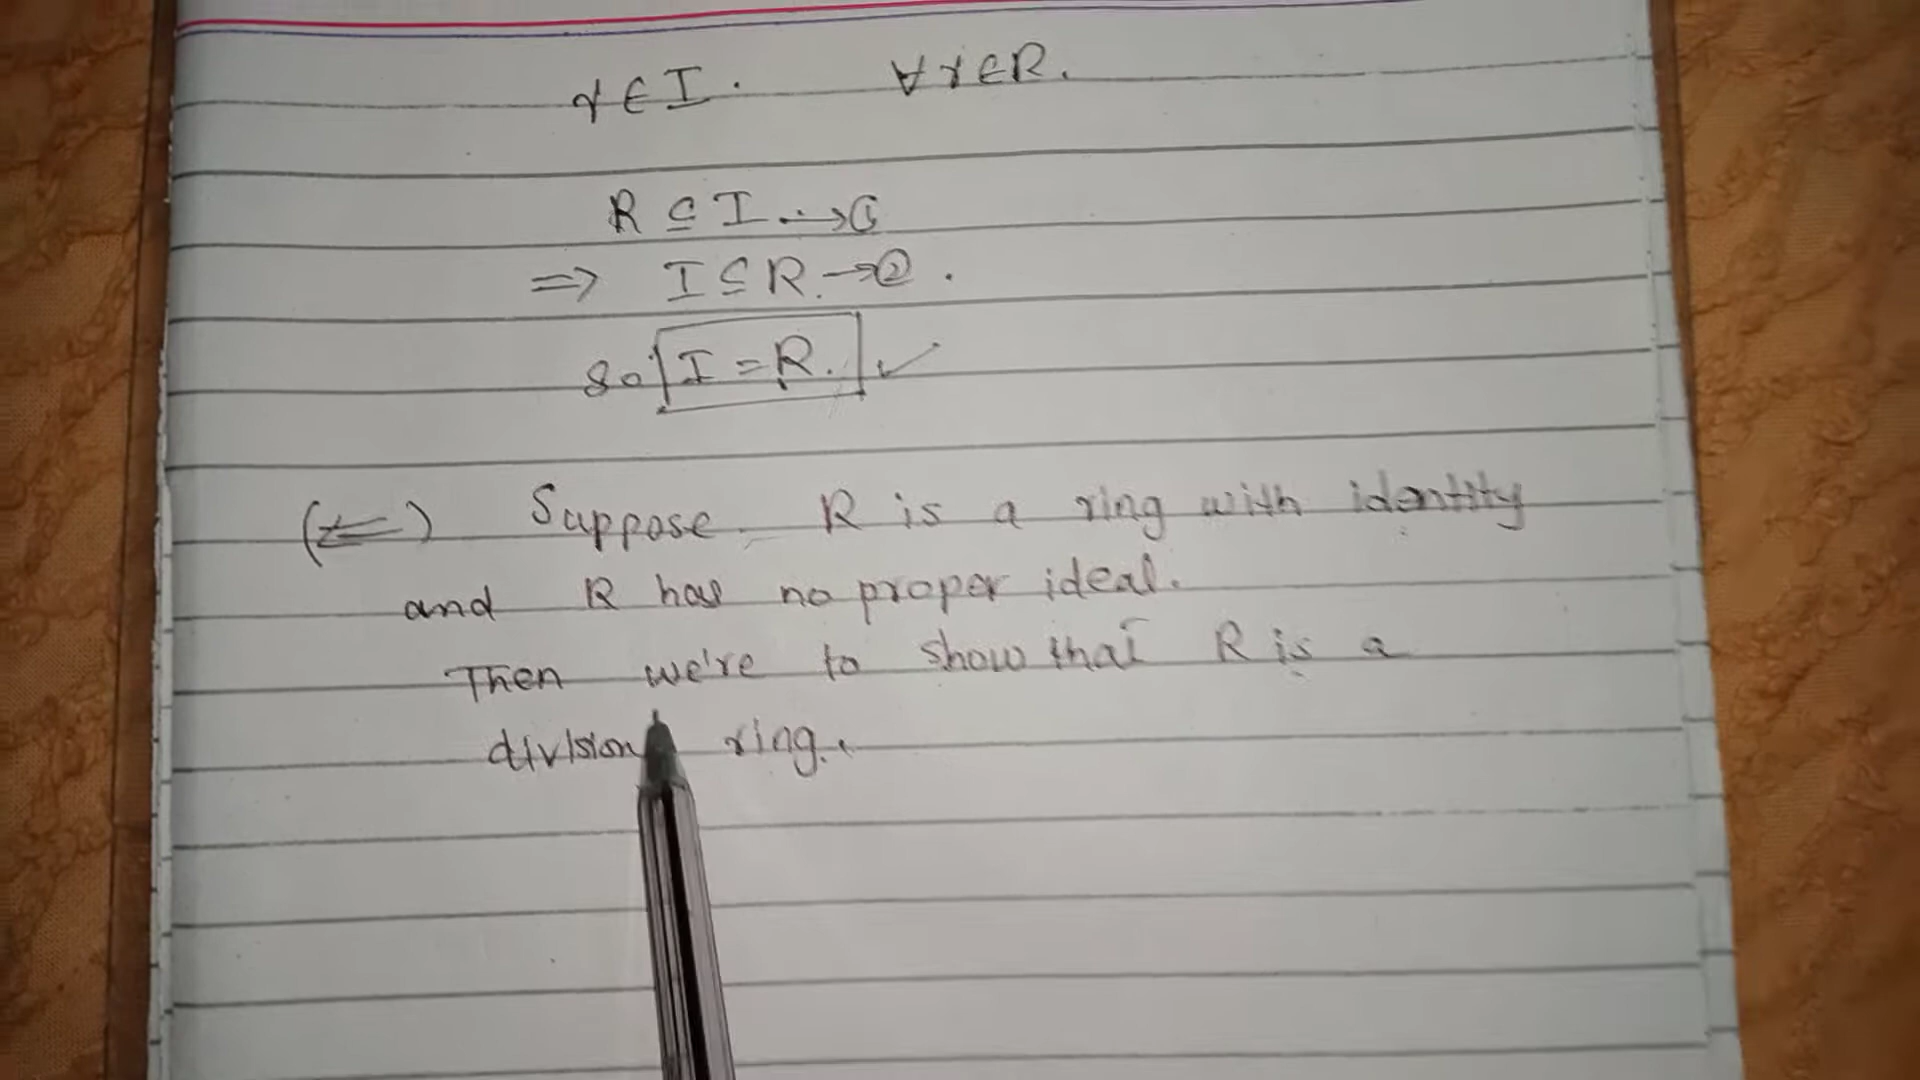 r ∈ I . ∀ r ∈ R .
R ⊆ I . → ①
=> I ⊆ R . → ② .
So I = R . ✓
(⇐) Suppose R is a ring with identity
and R has no proper ideal.
Then we're to show that R is a
division ring.